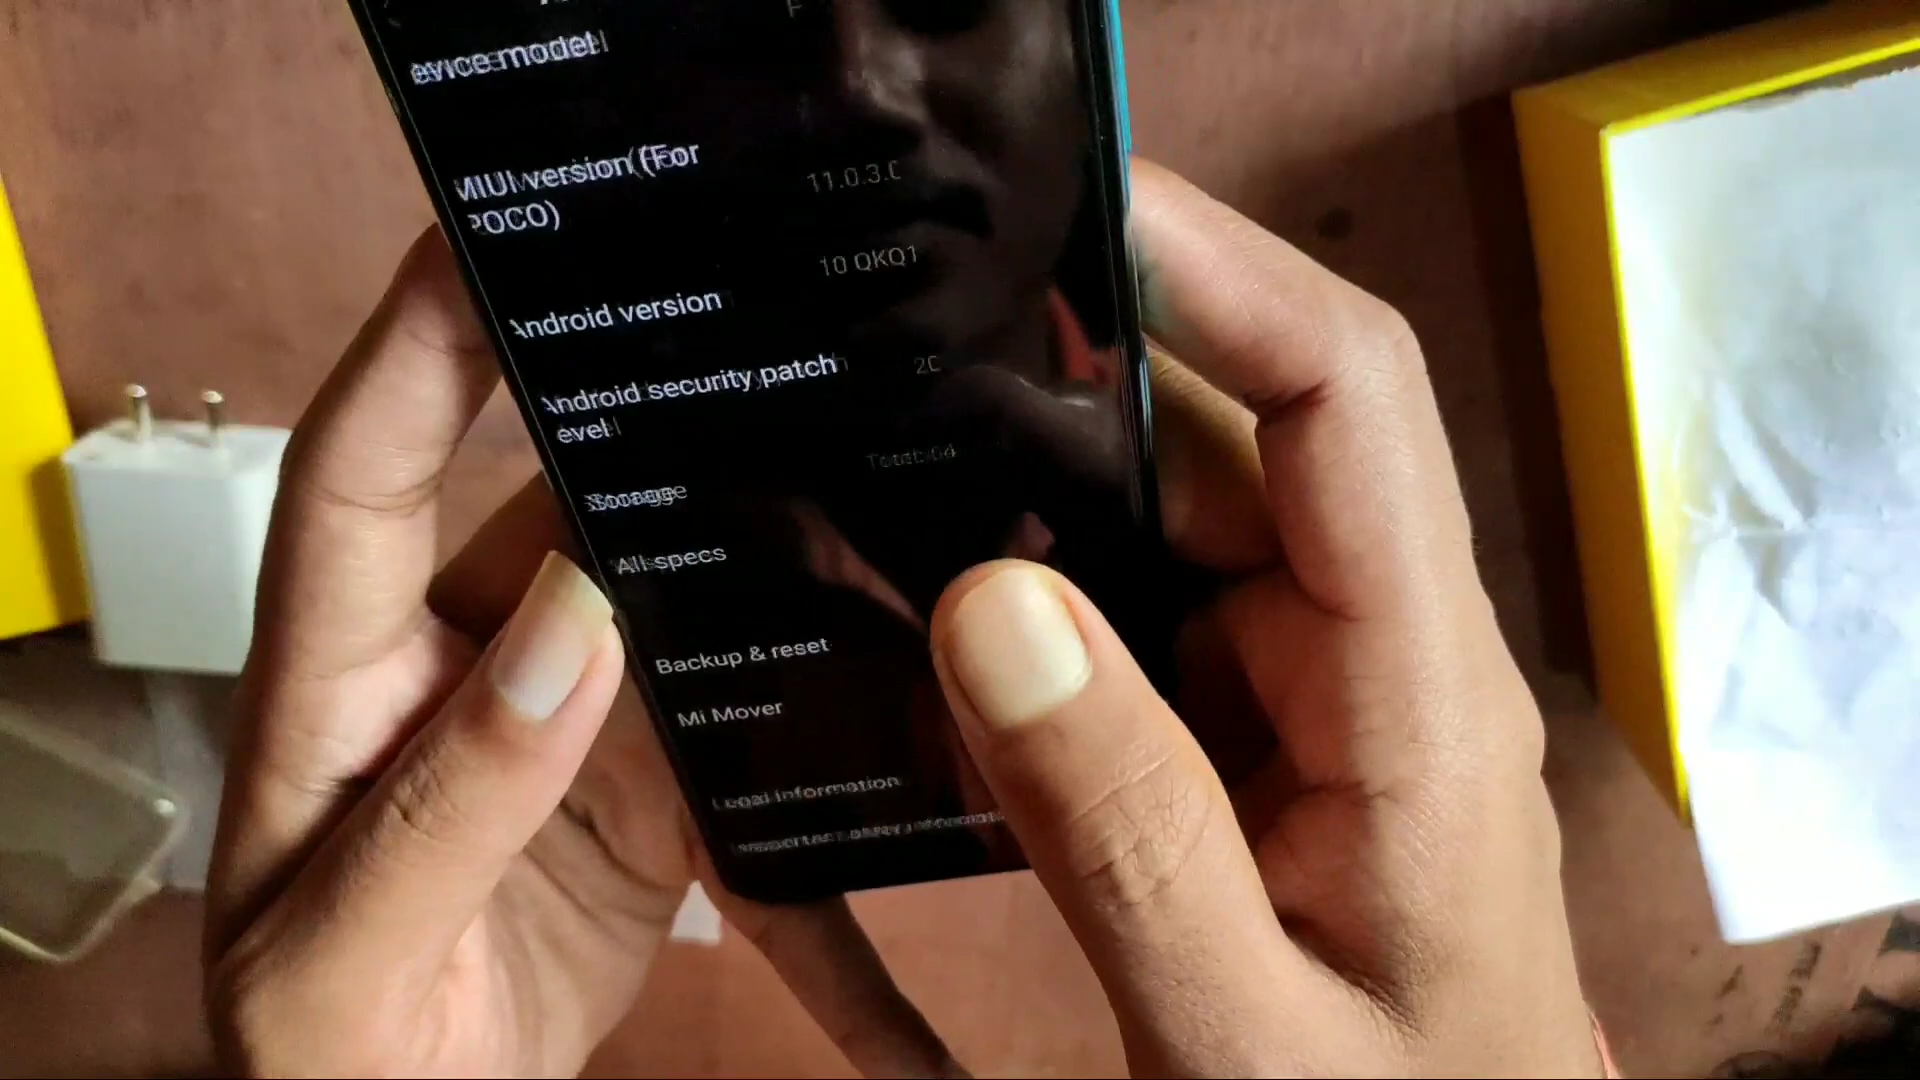 evice model
MIUI version (For
POCO)
11.0.3.
Android version
10 QKQ1
Android security patch
evel
Storage
All specs
Backup & reset
Mi Mover
Legal information